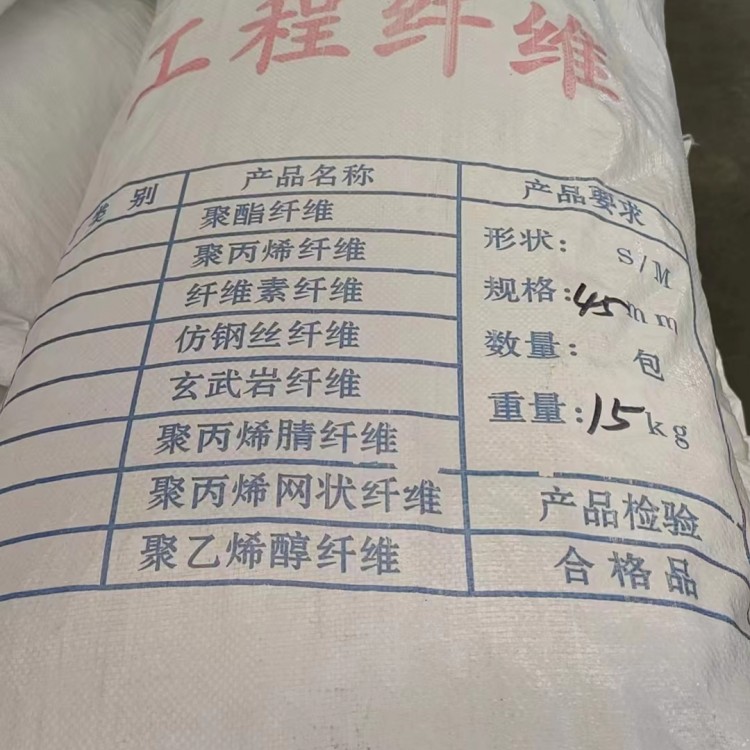 工程纤维
类别 产品名称 产品要求
聚酯纤维
聚丙烯纤维
纤维素纤维
仿钢丝纤维
玄武岩纤维
聚丙烯腈纤维
聚丙烯网状纤维
聚乙烯醇纤维
形状: S/M
规格:45mm
数量: 包
重量:15kg
产品检验
合格品